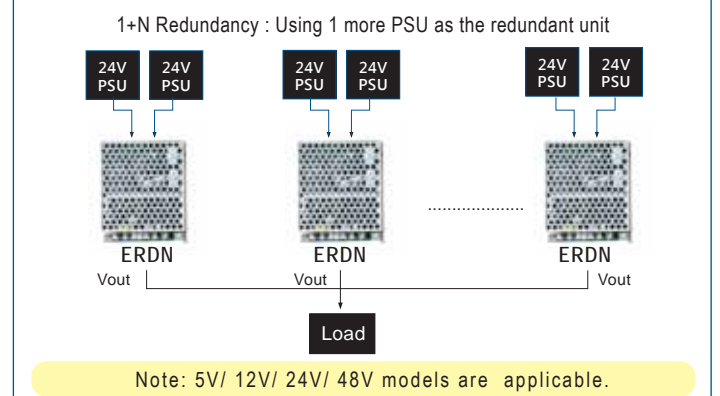 1+N Redundancy : Using 1 more PSU as the redundant unit
24V PSU
24V PSU
24V PSU
24V PSU
24V PSU
24V PSU
....................
ERDN
ERDN
ERDN
Vout
Vout
Vout
Load
Note: 5V/ 12V/ 24V/ 48V models are applicable.